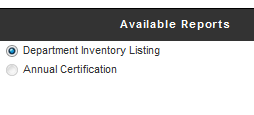 Available Reports
Department Inventory Listing
Annual Certification